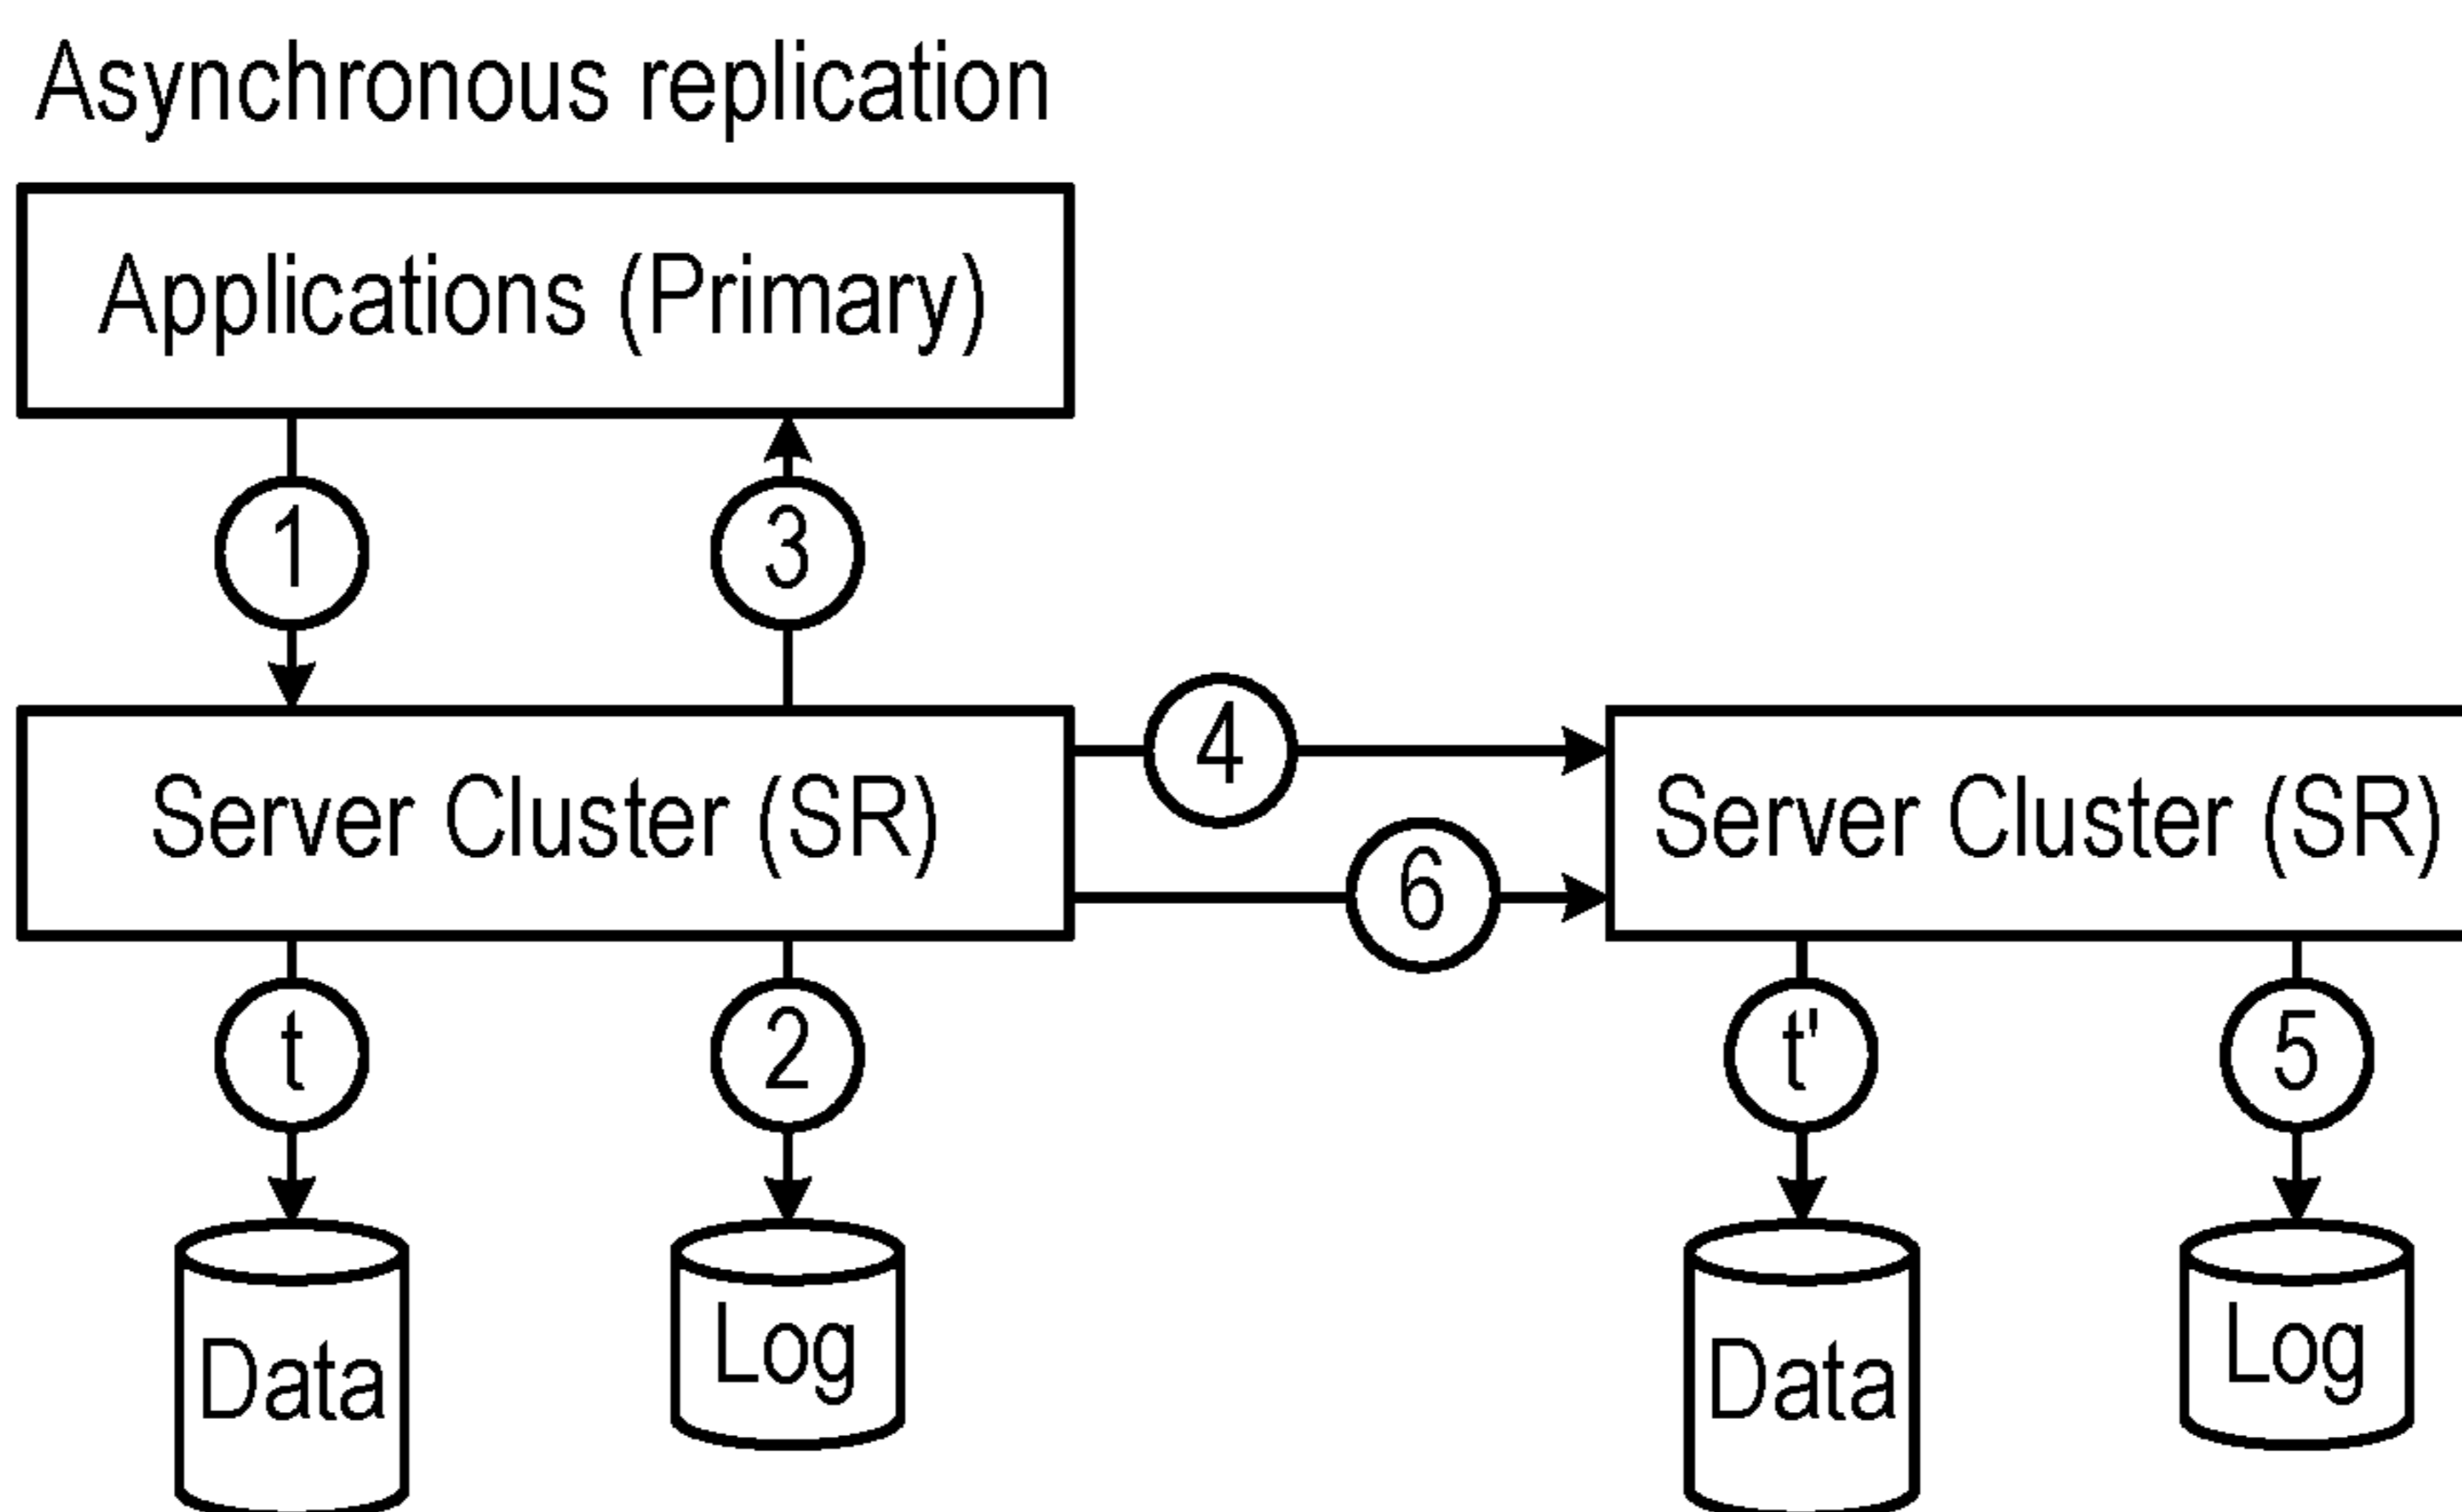 Asynchronous replication
Applications (Primary)
1
3
Server Cluster (SR)
4
6
Server Cluster (SR)
t
2
t'
5
Data
Log
Data
Log